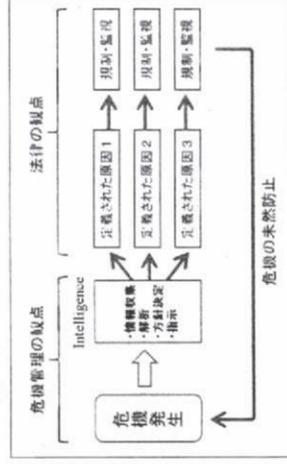 危機管理の観点
法律の観点
Intelligence
危機
発生
・情報収集
・解析
・方針決定
・指示
定義された原因1
規制・監視
定義された原因2
規制・監視
定義された原因3
規制・監視
危機の未然防止